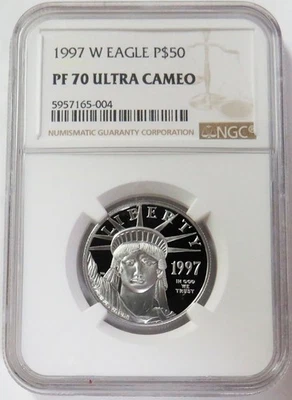 1997 W EAGLE P$50
PF 70 ULTRA CAMEO
5957165-004
NUMISMATIC GUARANTY CORPORATION
NGC
LIBERTY
1997
IN GOD
WE
TRUST